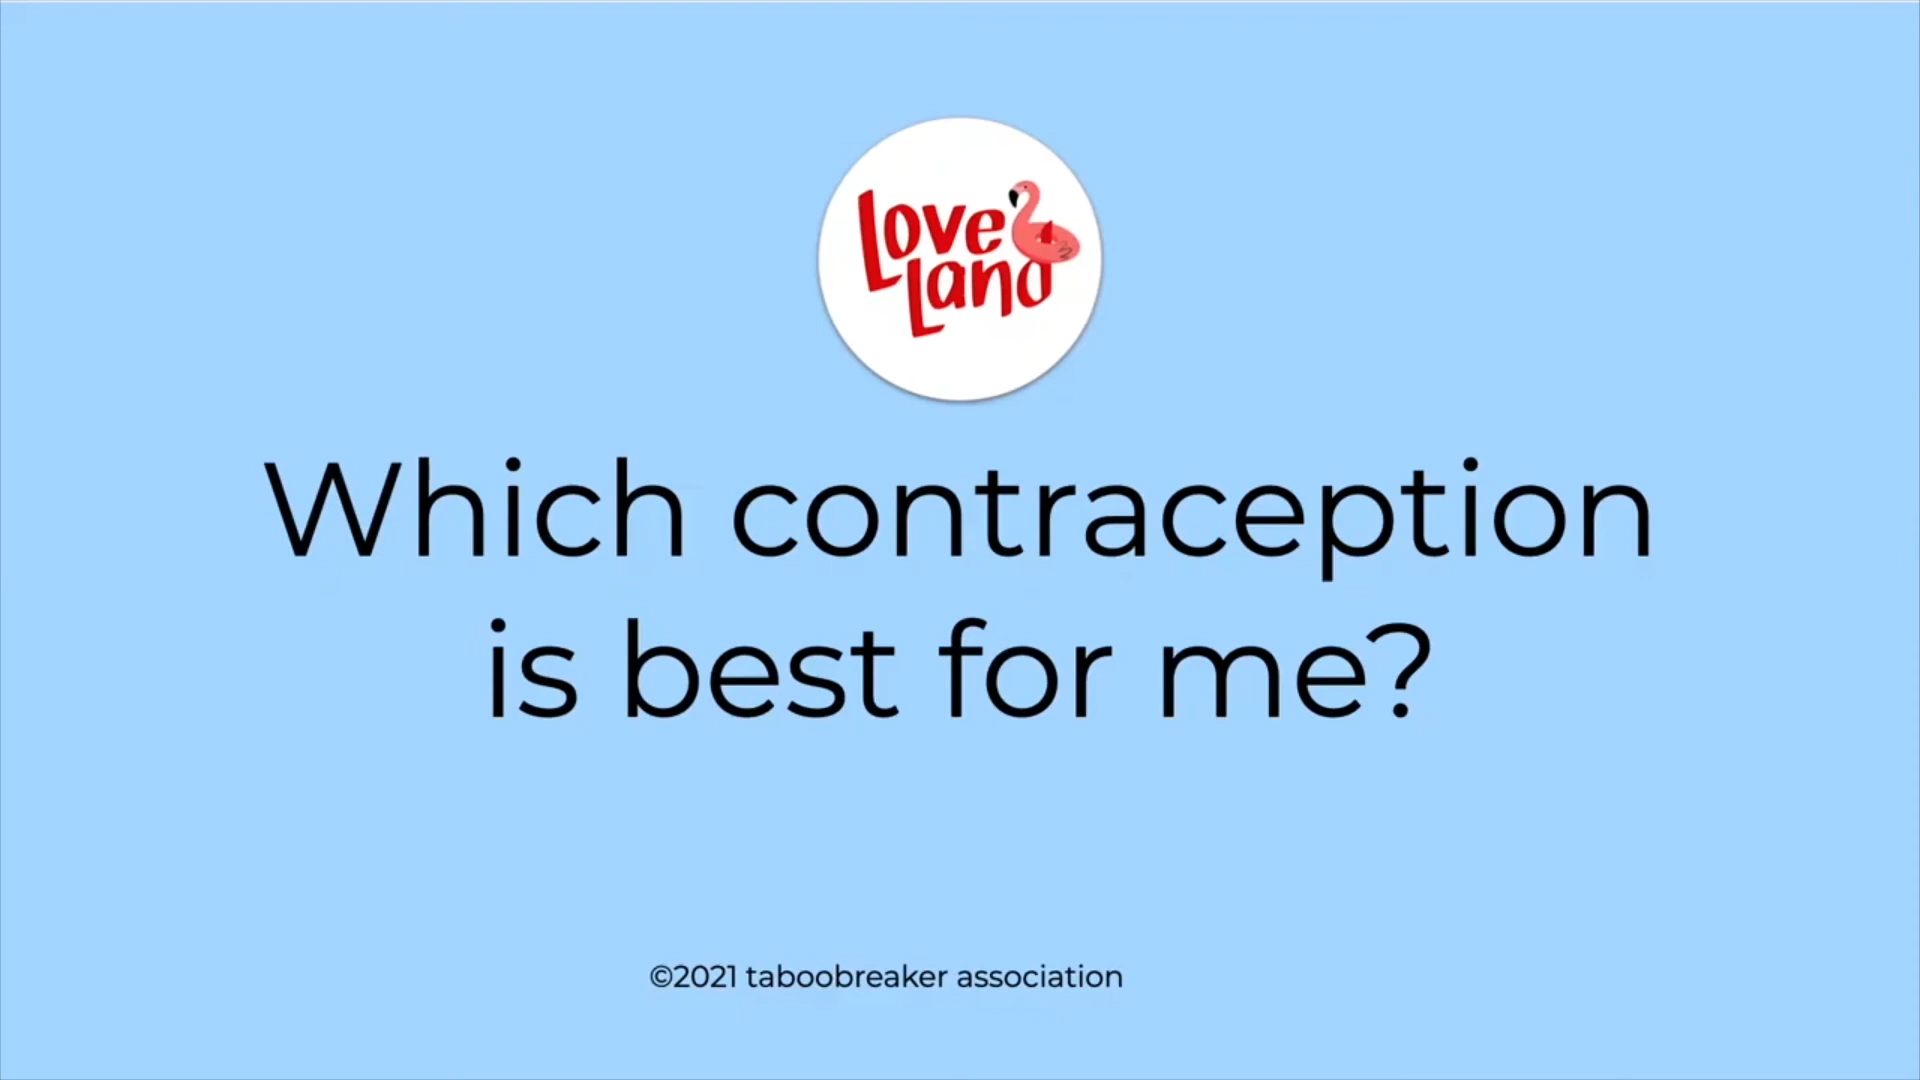 Love
Land
Which contraception
is best for me?
©2021 taboobreaker association